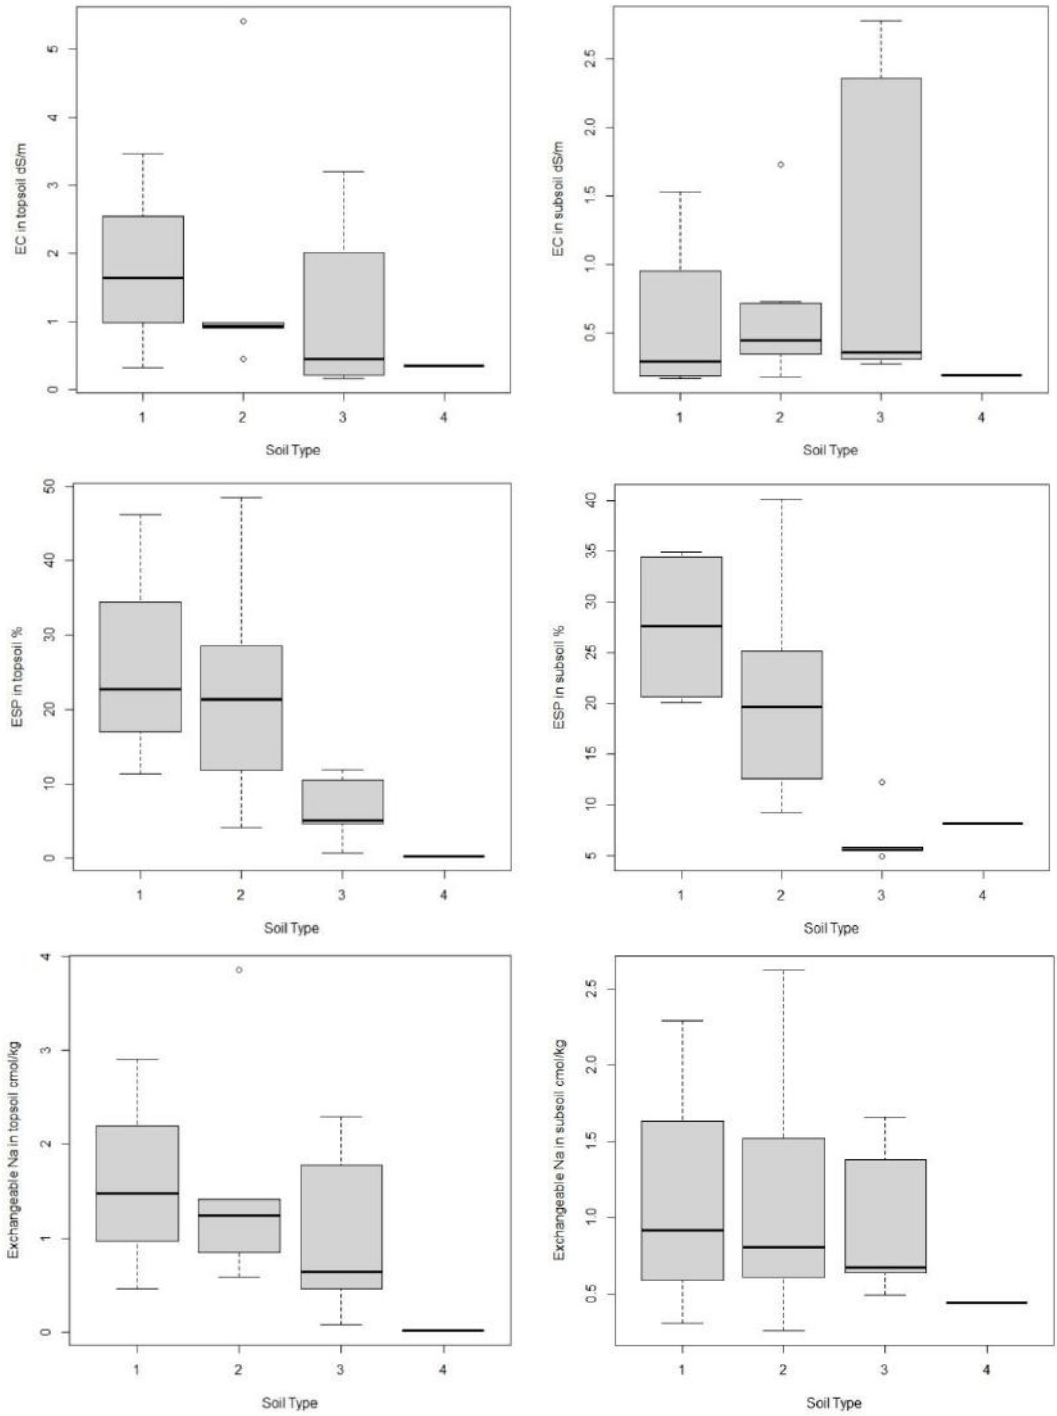 EC in topsoil dS/m
5
4
3
2
1
0
1 2 3 4
Soil Type
EC in subsoil dS/m
2.5
2.0
1.5
1.0
0.5
1 2 3 4
Soil Type
ESP in topsoil %
50
40
30
20
10
0
1 2 3 4
Soil Type
ESP in subsoil %
40
35
30
25
20
15
10
5
1 2 3 4
Soil Type
Exchangeable Na in topsoil cmol/kg
4
3
2
1
0
1 2 3 4
Soil Type
Exchangeable Na in subsoil cmol/kg
2.5
2.0
1.5
1.0
0.5
1 2 3 4
Soil Type